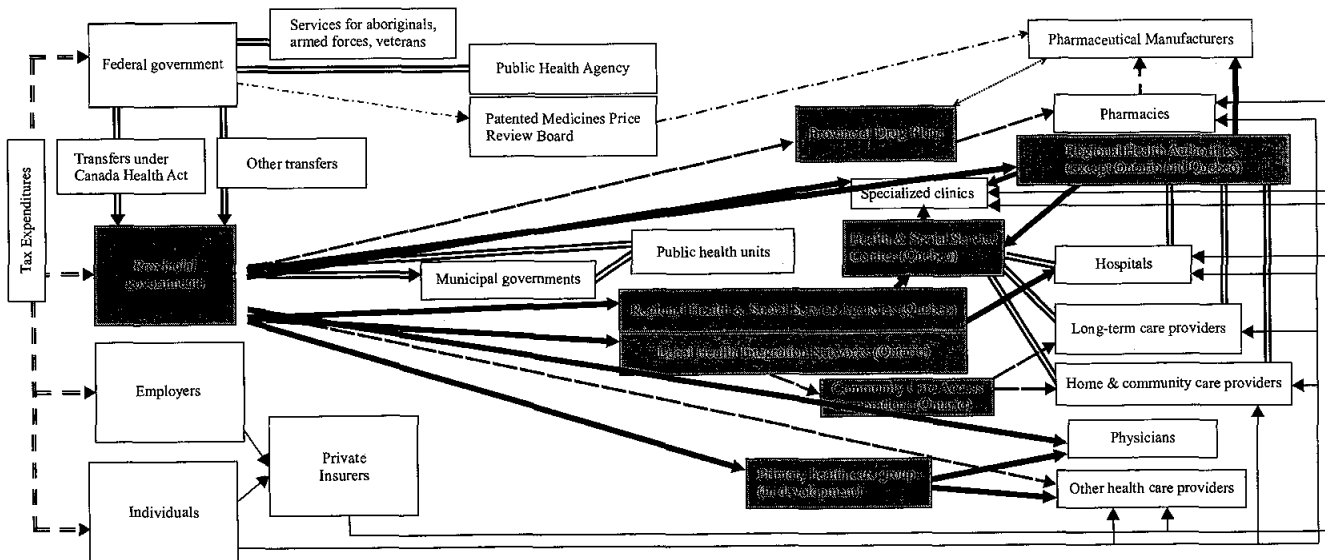 Services for aboriginals,
armed forces, veterans
Federal government
Public Health Agency
Patented Medicines Price
Review Board
Pharmaceutical Manufacturers
Pharmacies
Provincial Drug Plans
Regional Health Authorities
(except Ontario and Quebec)
Tax Expenditures
Transfers under
Canada Health Act
Other transfers
Specialized clinics
Provincial
governments
Public health units
Municipal governments
Health & Social Service
Centres (Quebec)
Hospitals
Regional Health & Social Service Agencies (Quebec)
Local Health Integration Networks (Ontario)
Long-term care providers
Employers
Community Care Access
(Ontario)
Home & community care providers
Physicians
Private
Insurers
Primary healthcare groups
(in development)
Other health care providers
Individuals